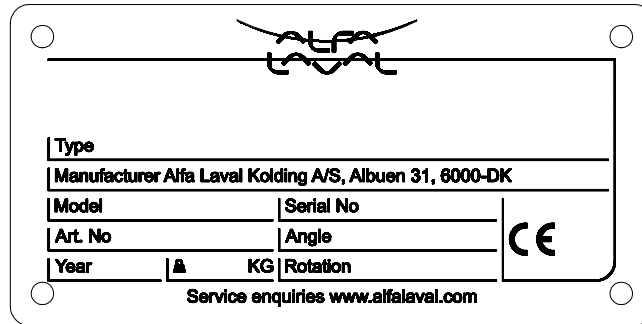 ALFA
LAVAL
Type
Manufacturer Alfa Laval Kolding A/S, Albuen 31, 6000-DK
Model Serial No
Art. No Angle
Year KG Rotation
CE
Service enquiries www.alfalaval.com